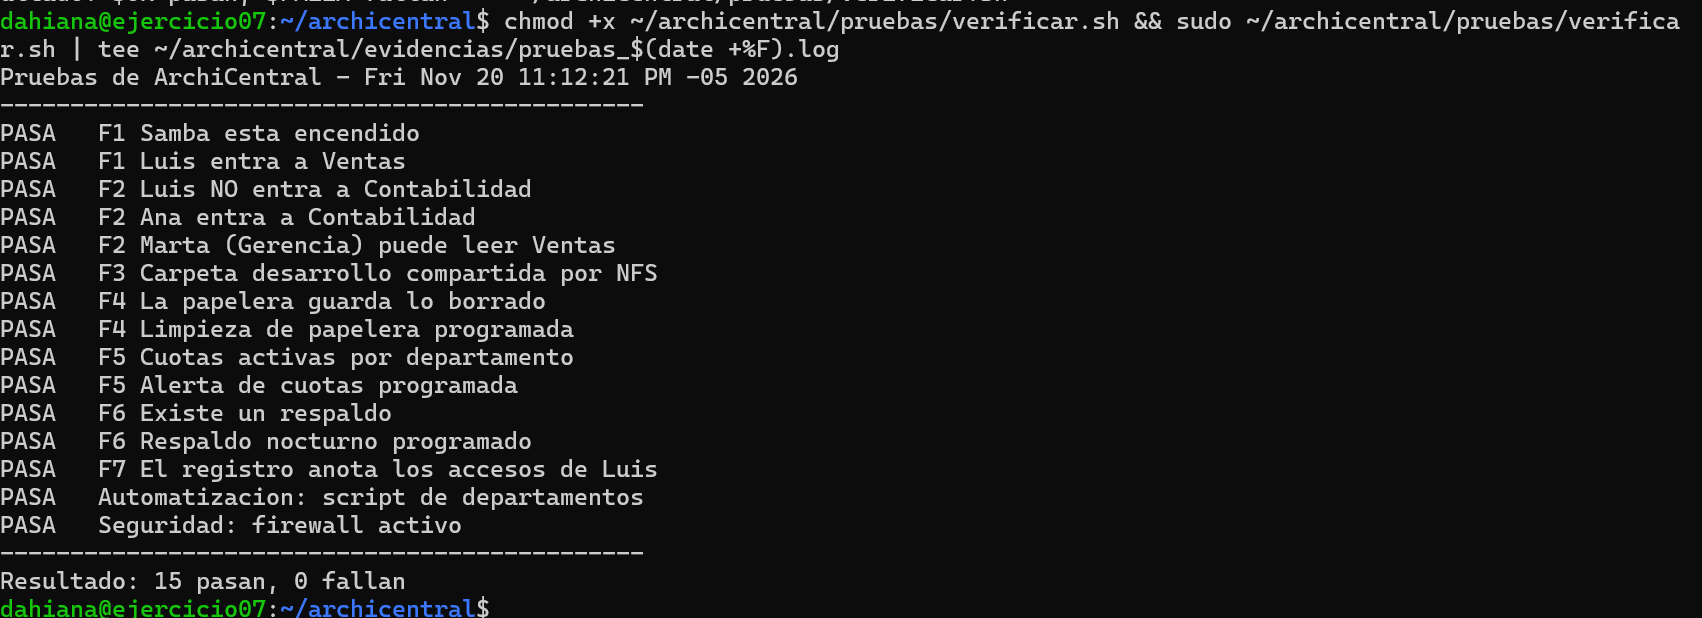 dahiana@ejercicio07:~/archicentral$ chmod +x ~/archicentral/pruebas/verificar.sh && sudo ~/archicentral/pruebas/verifica
r.sh | tee ~/archicentral/evidencias/pruebas_$(date +%F).log
Pruebas de ArchiCentral - Fri Nov 20 11:12:21 PM -05 2026
----------------------------------------------
PASA   F1 Samba esta encendido
PASA   F1 Luis entra a Ventas
PASA   F2 Luis NO entra a Contabilidad
PASA   F2 Ana entra a Contabilidad
PASA   F2 Marta (Gerencia) puede leer Ventas
PASA   F3 Carpeta desarrollo compartida por NFS
PASA   F4 La papelera guarda lo borrado
PASA   F4 Limpieza de papelera programada
PASA   F5 Cuotas activas por departamento
PASA   F5 Alerta de cuotas programada
PASA   F6 Existe un respaldo
PASA   F6 Respaldo nocturno programado
PASA   F7 El registro anota los accesos de Luis
PASA   Automatizacion: script de departamentos
PASA   Seguridad: firewall activo
----------------------------------------------
Resultado: 15 pasan, 0 fallan
dahiana@ejercicio07:~/archicentral$